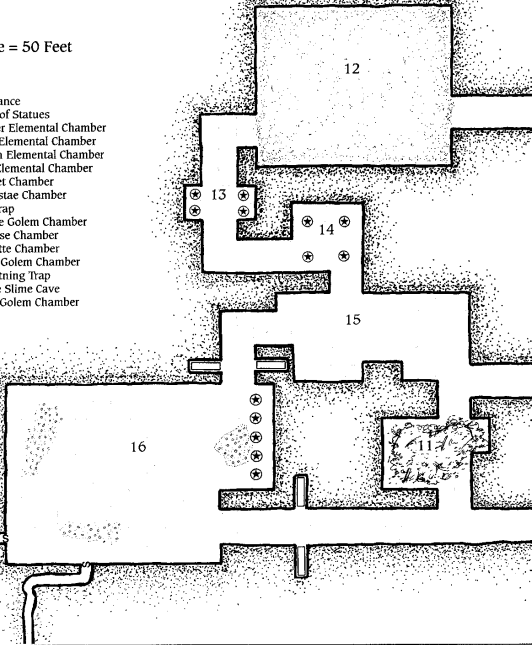 e = 50 Feet
ance
of Statues
er Elemental Chamber
Elemental Chamber
n Elemental Chamber
Elemental Chamber
et Chamber
stae Chamber
rap
e Golem Chamber
se Chamber
tte Chamber
Golem Chamber
tning Trap
e Slime Cave
Golem Chamber
12
13
14
15
16
11
S